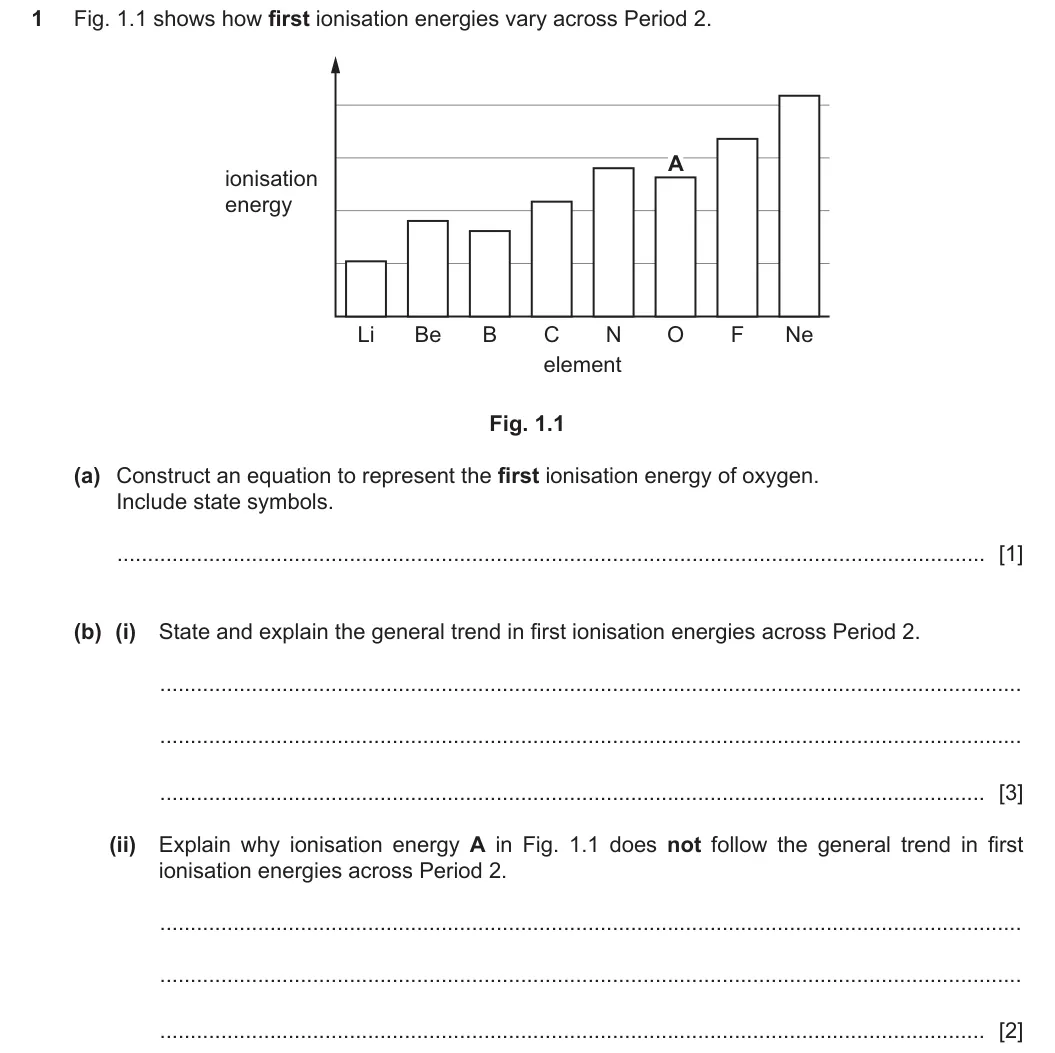 1 Fig. 1.1 shows how first ionisation energies vary across Period 2.
A
ionisation
energy
Li Be B C N O F Ne
element
Fig. 1.1
(a) Construct an equation to represent the first ionisation energy of oxygen.
Include state symbols.
.............................................................................................................................................. [1]
(b) (i) State and explain the general trend in first ionisation energies across Period 2.
..............................................................................................................................................
..............................................................................................................................................
....................................................................................................................................... [3]
(ii) Explain why ionisation energy A in Fig. 1.1 does not follow the general trend in first
ionisation energies across Period 2.
..............................................................................................................................................
..............................................................................................................................................
....................................................................................................................................... [2]